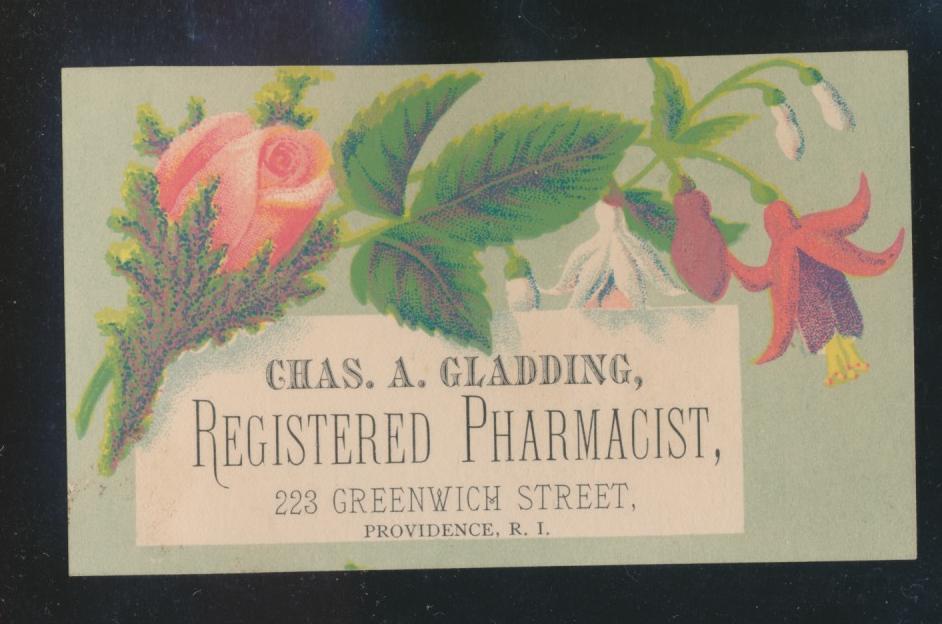 CHAS. A. GLADDING,
REGISTERED PHARMACIST,
223 GREENWICH STREET,
PROVIDENCE, R. I.